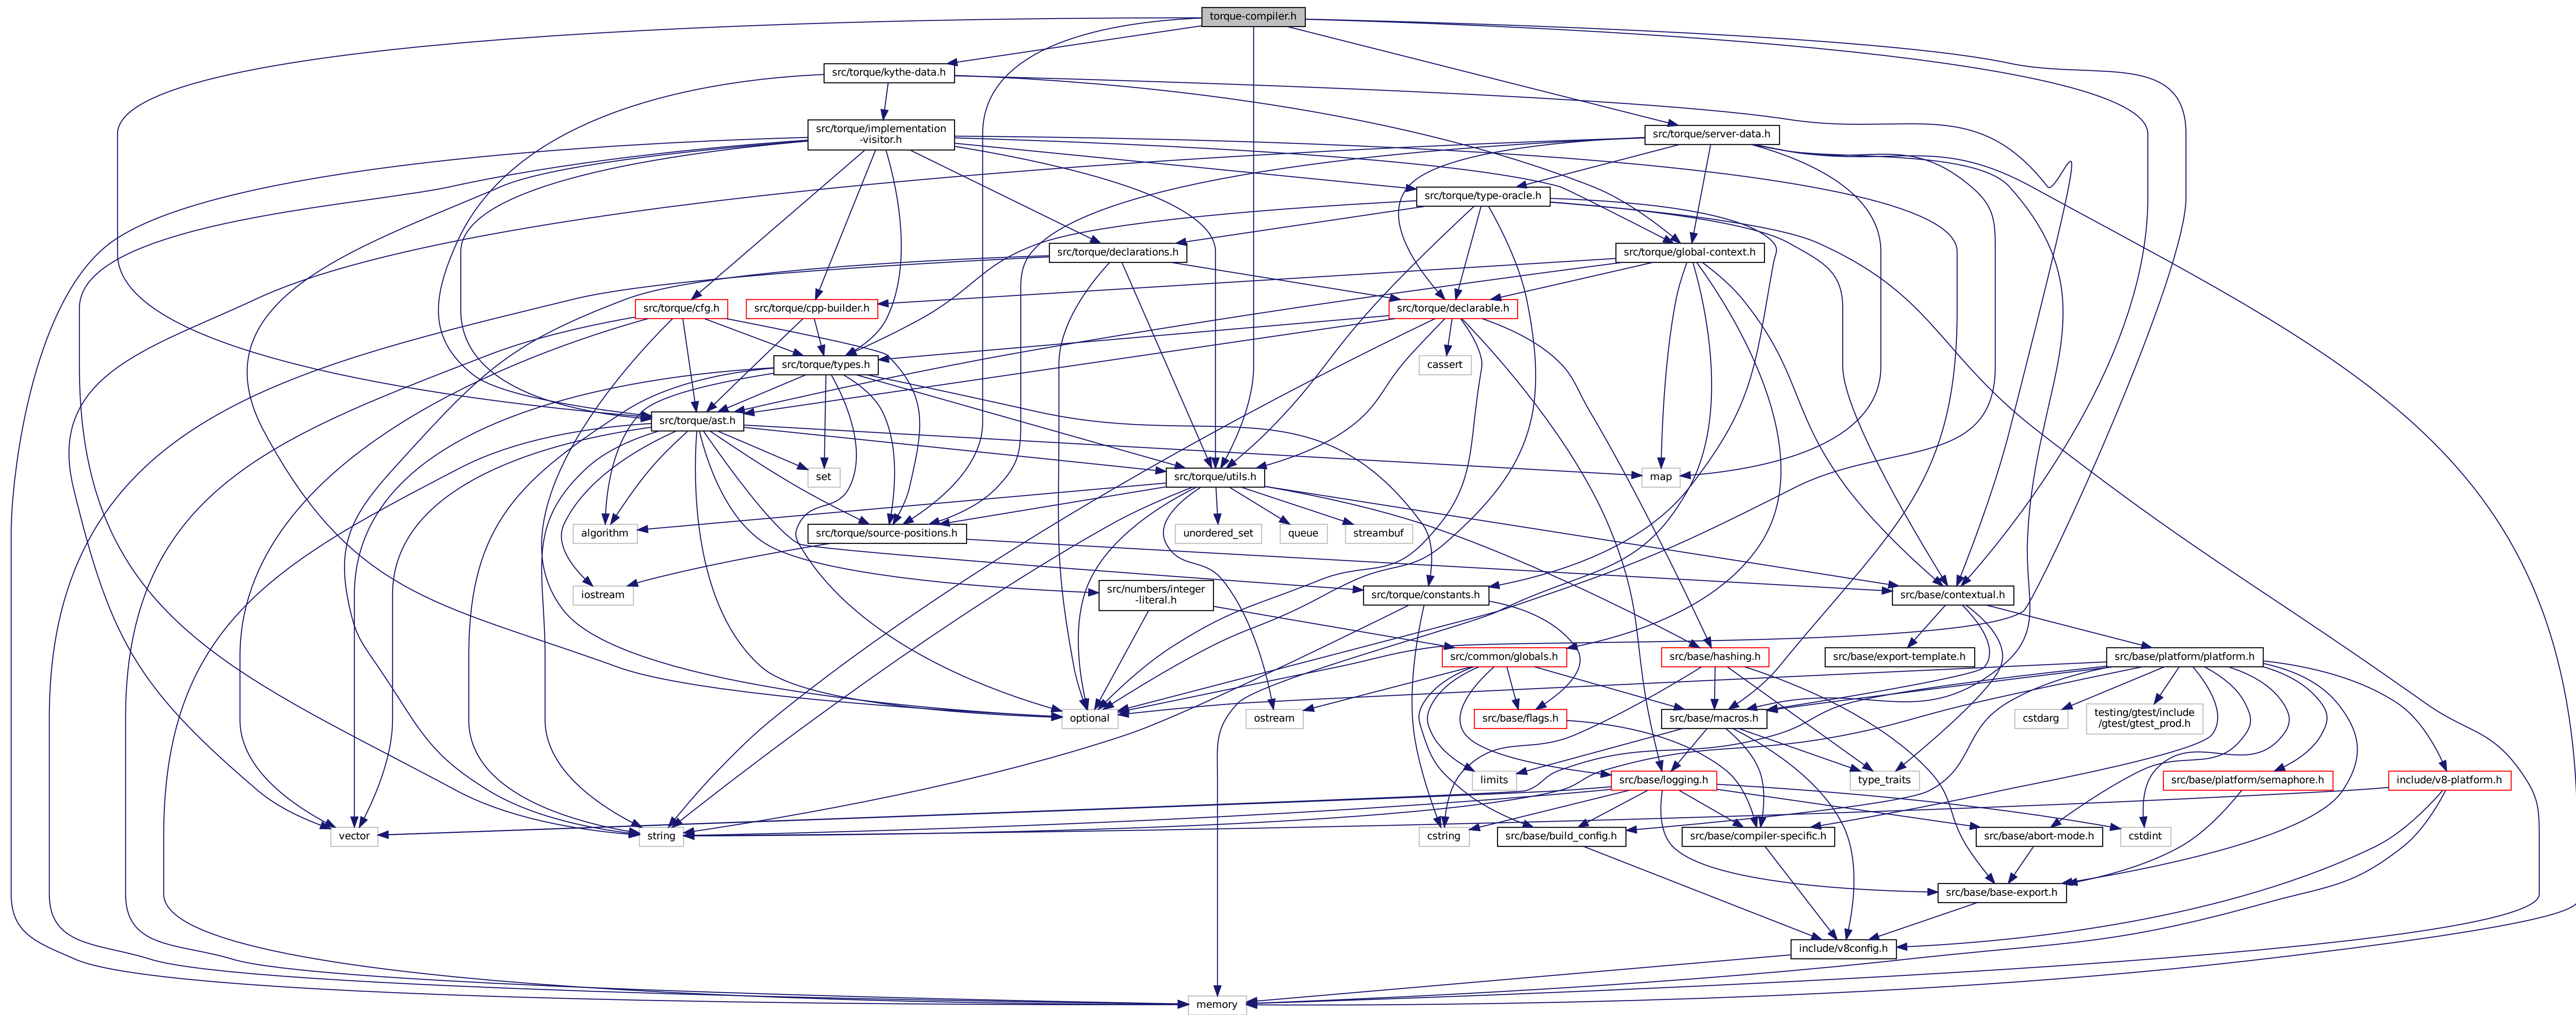 torque-compiler.h
src/torque/kythe-data.h
src/torque/implementation
-visitor.h
src/torque/server-data.h
src/torque/type-oracle.h
src/torque/declarations.h
src/torque/global-context.h
src/torque/cfg.h
src/torque/cpp-builder.h
src/torque/declarable.h
src/torque/types.h
cassert
src/torque/ast.h
set
src/torque/utils.h
map
algorithm
src/torque/source-positions.h
unordered_set
queue
streambuf
iostream
src/numbers/integer
-literal.h
src/torque/constants.h
src/base/contextual.h
src/common/globals.h
src/base/hashing.h
src/base/export-template.h
src/base/platform/platform.h
optional
ostream
src/base/flags.h
src/base/macros.h
cstdarg
testing/gtest/include
/gtest/gtest_prod.h
limits
src/base/logging.h
type_traits
src/base/platform/semaphore.h
include/v8-platform.h
vector
string
cstring
src/base/build_config.h
src/base/compiler-specific.h
src/base/abort-mode.h
cstdint
src/base/base-export.h
include/v8config.h
memory